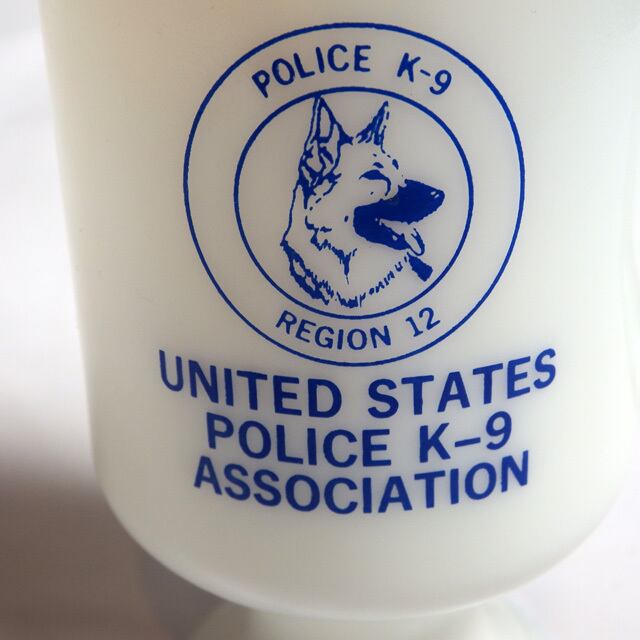 POLICE K-9
REGION 12
UNITED STATES
POLICE K-9
ASSOCIATION